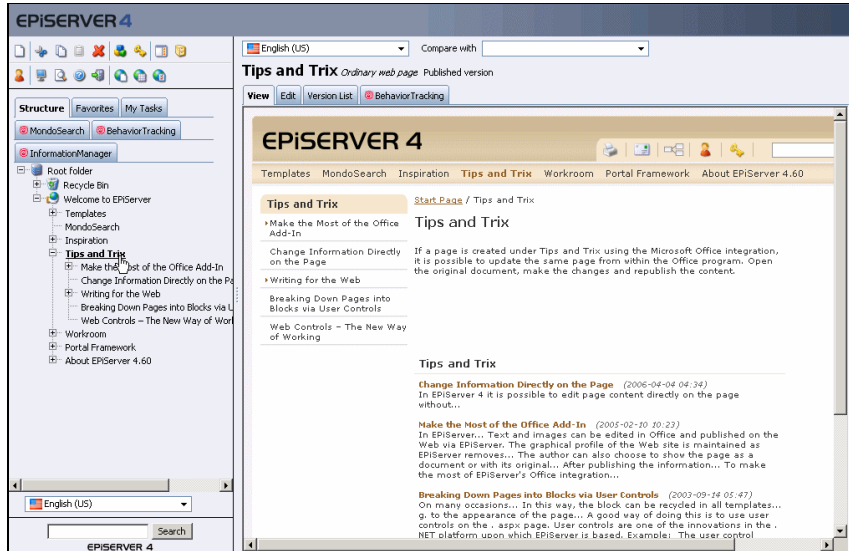 EPiSERVER 4
Structure
Favorites
My Tasks
MondoSearch
BehaviorTracking
InformationManager
Root folder
Recycle Bin
Welcome to EPiServer
Templates
MondoSearch
Inspiration
Tips and Trix
Make the Most of the Office Add-In
Change Information Directly on the Pa
Writing for the Web
Breaking Down Pages into Blocks via U
Web Controls – The New Way of Worl
Workroom
Portal Framework
About EPiServer 4.60
English (US)
Search
EPiSERVER 4
English (US)
Compare with
Tips and Trix Ordinary web page Published version
View
Edit
Version List
BehaviorTracking
EPiSERVER 4
Templates MondoSearch Inspiration Tips and Trix Workroom Portal Framework About EPiServer 4.60
Tips and Trix
Make the Most of the Office
Add-In
Change Information Directly
on the Page
Writing for the Web
Breaking Down Pages into
Blocks via User Controls
Web Controls – The New Way
of Working
Start Page / Tips and Trix
Tips and Trix
If a page is created under Tips and Trix using the Microsoft Office integration,
it is possible to update the same page from within the Office program. Open
the original document, make the changes and republish the content.
Tips and Trix
Change Information Directly on the Page (2006-04-04 04:34)
In EPiServer 4 it is possible to edit page content directly on the page
without...
Make the Most of the Office Add-In (2005-02-10 10:23)
In EPiServer... Text and images can be edited in Office and published on the
Web via EPiServer. The graphical profile of the Web site is maintained as
EPiServer removes... The author can also choose to show the page as a
document or with its original... After publishing the information... To make
the most of EPiServer's Office integration...
Breaking Down Pages into Blocks via User Controls (2003-09-14 05:47)
On many occasions... In this way, the block can be recycled in all templates...
g. to the appearance of the page... A good way of doing this is to use user
controls on the . aspx page. User controls are one of the innovations in the .
NET platform upon which EPiServer is based. Example: The user control